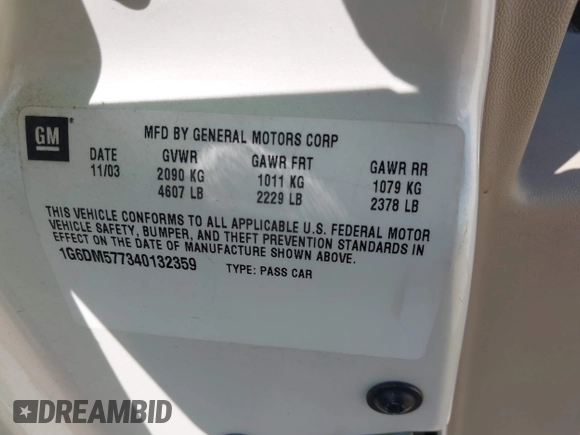 GM ®
MFD BY GENERAL MOTORS CORP
DATE GVWR GAWR FRT GAWR RR
11/03 2090 KG 1011 KG 1079 KG
4607 LB 2229 LB 2378 LB
THIS VEHICLE CONFORMS TO ALL APPLICABLE U.S. FEDERAL MOTOR
VEHICLE SAFETY, BUMPER, AND THEFT PREVENTION STANDARDS IN
EFFECT ON THE DATE OF MANUFACTURE SHOWN ABOVE.
1G6DM577340132359 TYPE: PASS CAR
DREAMBID